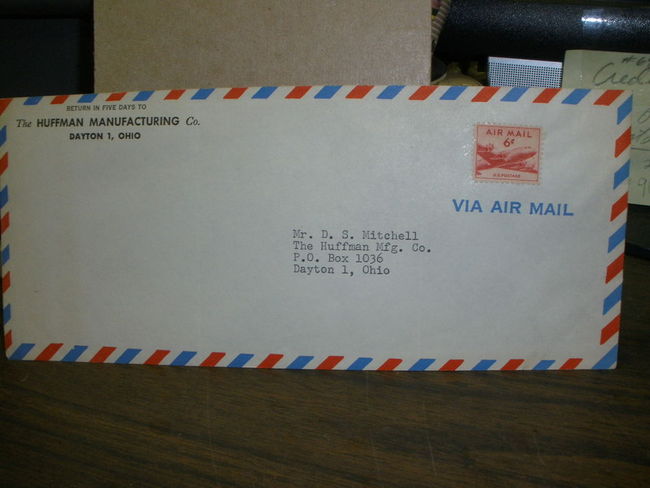 RETURN IN FIVE DAYS TO
The HUFFMAN MANUFACTURING Co.
DAYTON 1, OHIO
AIR MAIL
6¢
U.S. POSTAGE
VIA AIR MAIL
Mr. D. S. Mitchell
The Huffman Mfg. Co.
P.O. Box 1036
Dayton 1, Ohio